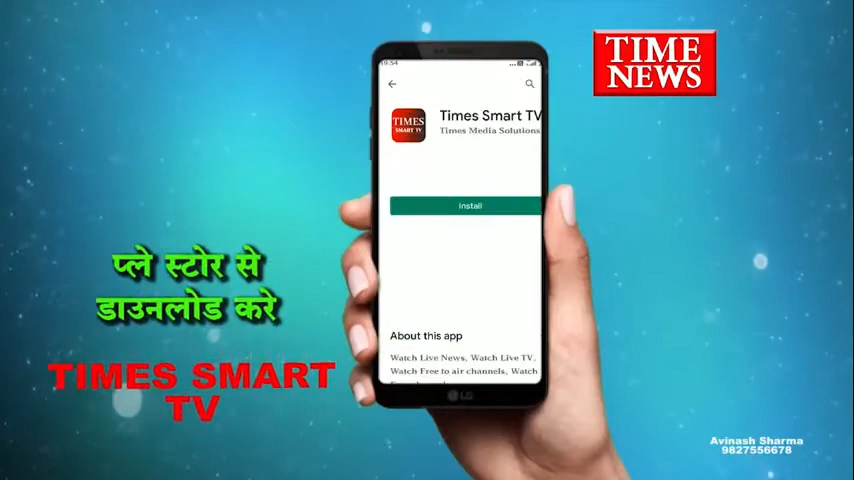 TIME
NEWS
19:54
Times Smart TV
TIMES
SMART TV
Times Media Solutions
Install
प्ले स्टोर से
डाउनलोड करे
About this app
Watch Live News, Watch Live TV,
Watch Free to air channels, Watch
TIMES SMART
TV
LG
Avinash Sharma
9827556678